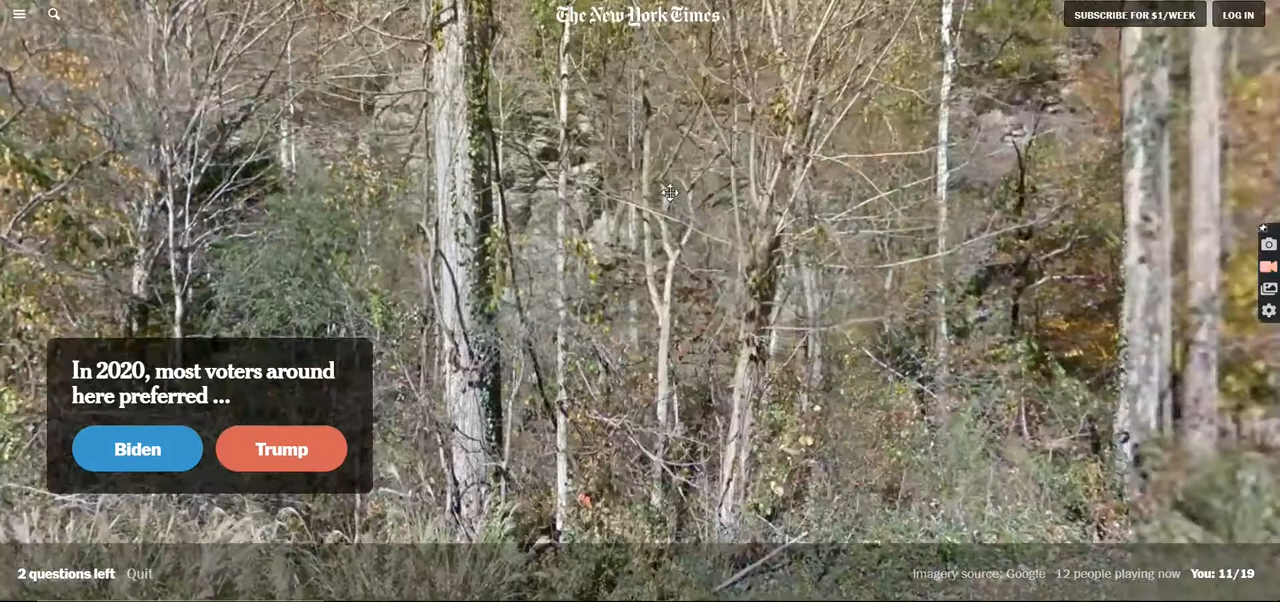 The New York Times
SUBSCRIBE FOR $1/WEEK
LOG IN
In 2020, most voters around
here preferred ...
Biden
Trump
2 questions left
Quit
Imagery source: Google
12 people playing now
You: 11/19